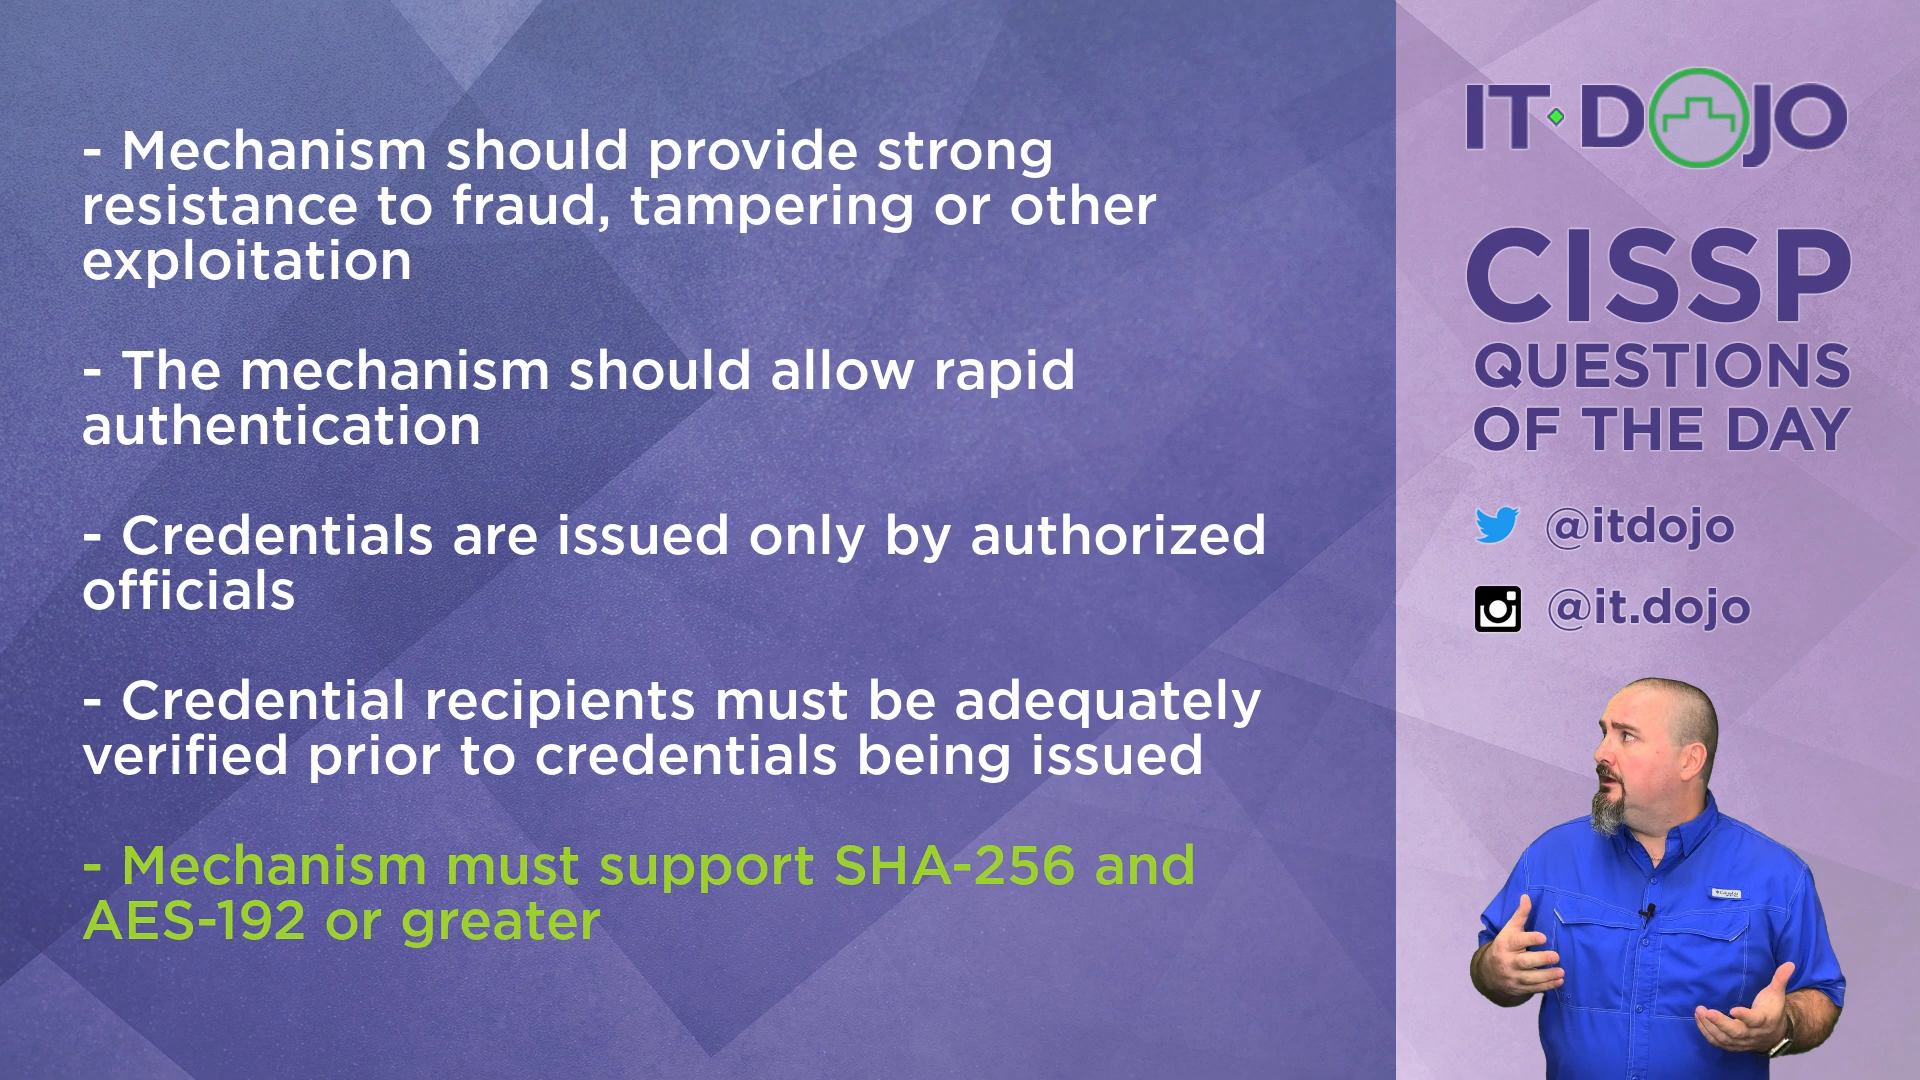 - Mechanism should provide strong
resistance to fraud, tampering or other
exploitation
- The mechanism should allow rapid
authentication
- Credentials are issued only by authorized
officials
- Credential recipients must be adequately
verified prior to credentials being issued
- Mechanism must support SHA-256 and
AES-192 or greater
IT DOJO
CISSP
QUESTIONS
OF THE DAY
@itdojo
@it.dojo